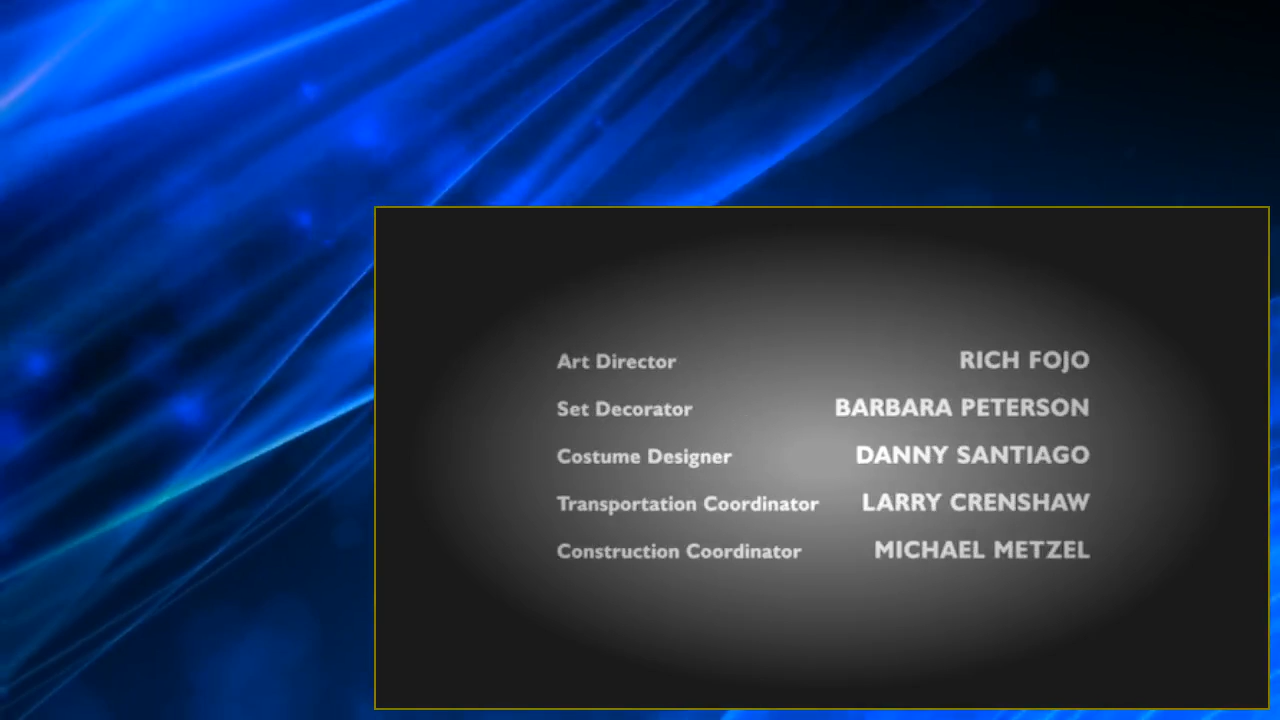 Art Director RICH FOJO
Set Decorator BARBARA PETERSON
Costume Designer DANNY SANTIAGO
Transportation Coordinator LARRY CRENSHAW
Construction Coordinator MICHAEL METZEL